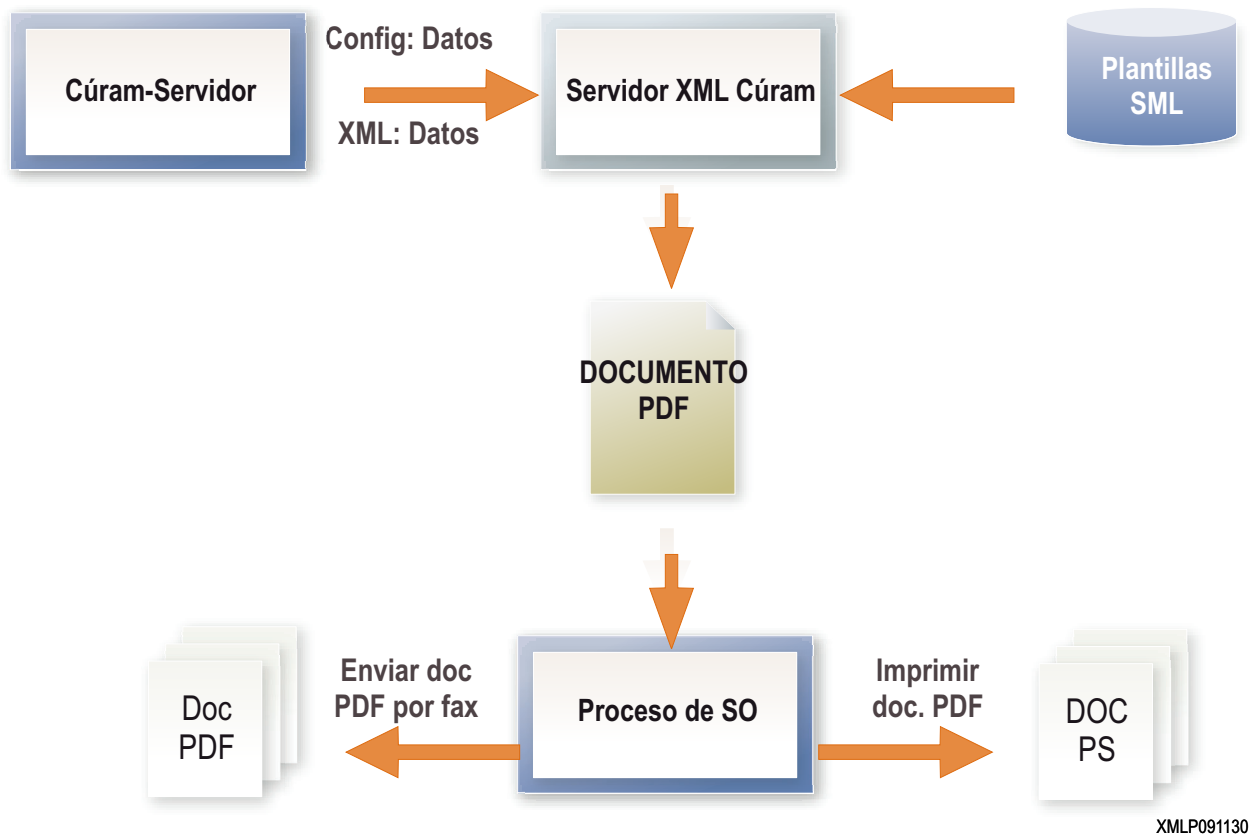 Cúram-Servidor
Config: Datos
XML: Datos
Servidor XML Cúram
Plantillas
SML
DOCUMENTO
PDF
Doc
PDF
Enviar doc
PDF por fax
Proceso de SO
Imprimir
doc. PDF
DOC
PS
XMLP091130